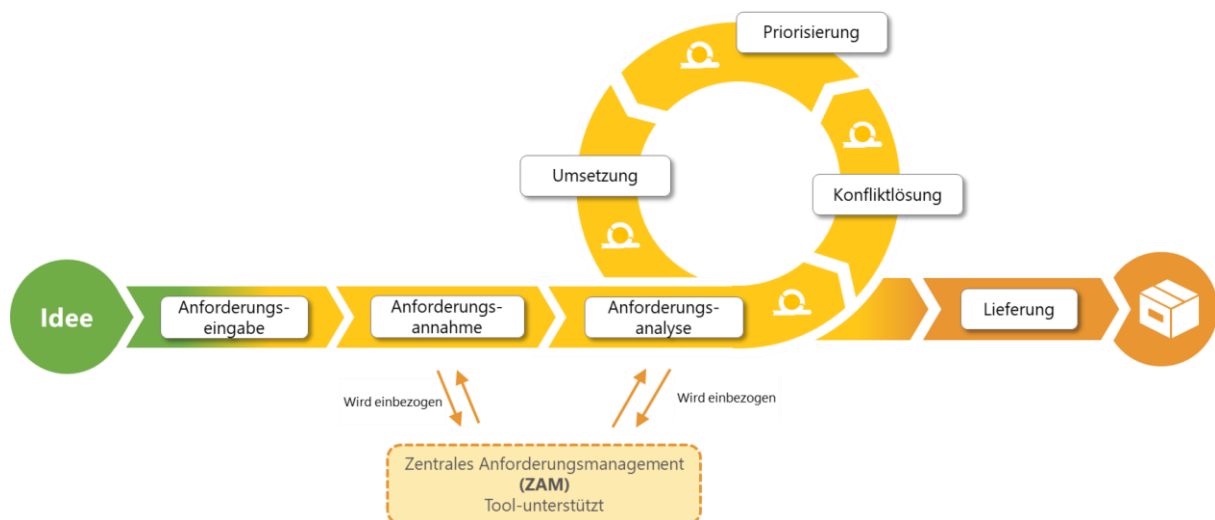 Priorisierung
Umsetzung
Konfliktlösung
Idee
Anforderungs-
eingabe
Anforderungs-
annahme
Anforderungs-
analyse
Lieferung
Wird einbezogen
Wird einbezogen
Zentrales Anforderungsmanagement
(ZAM)
Tool-unterstützt